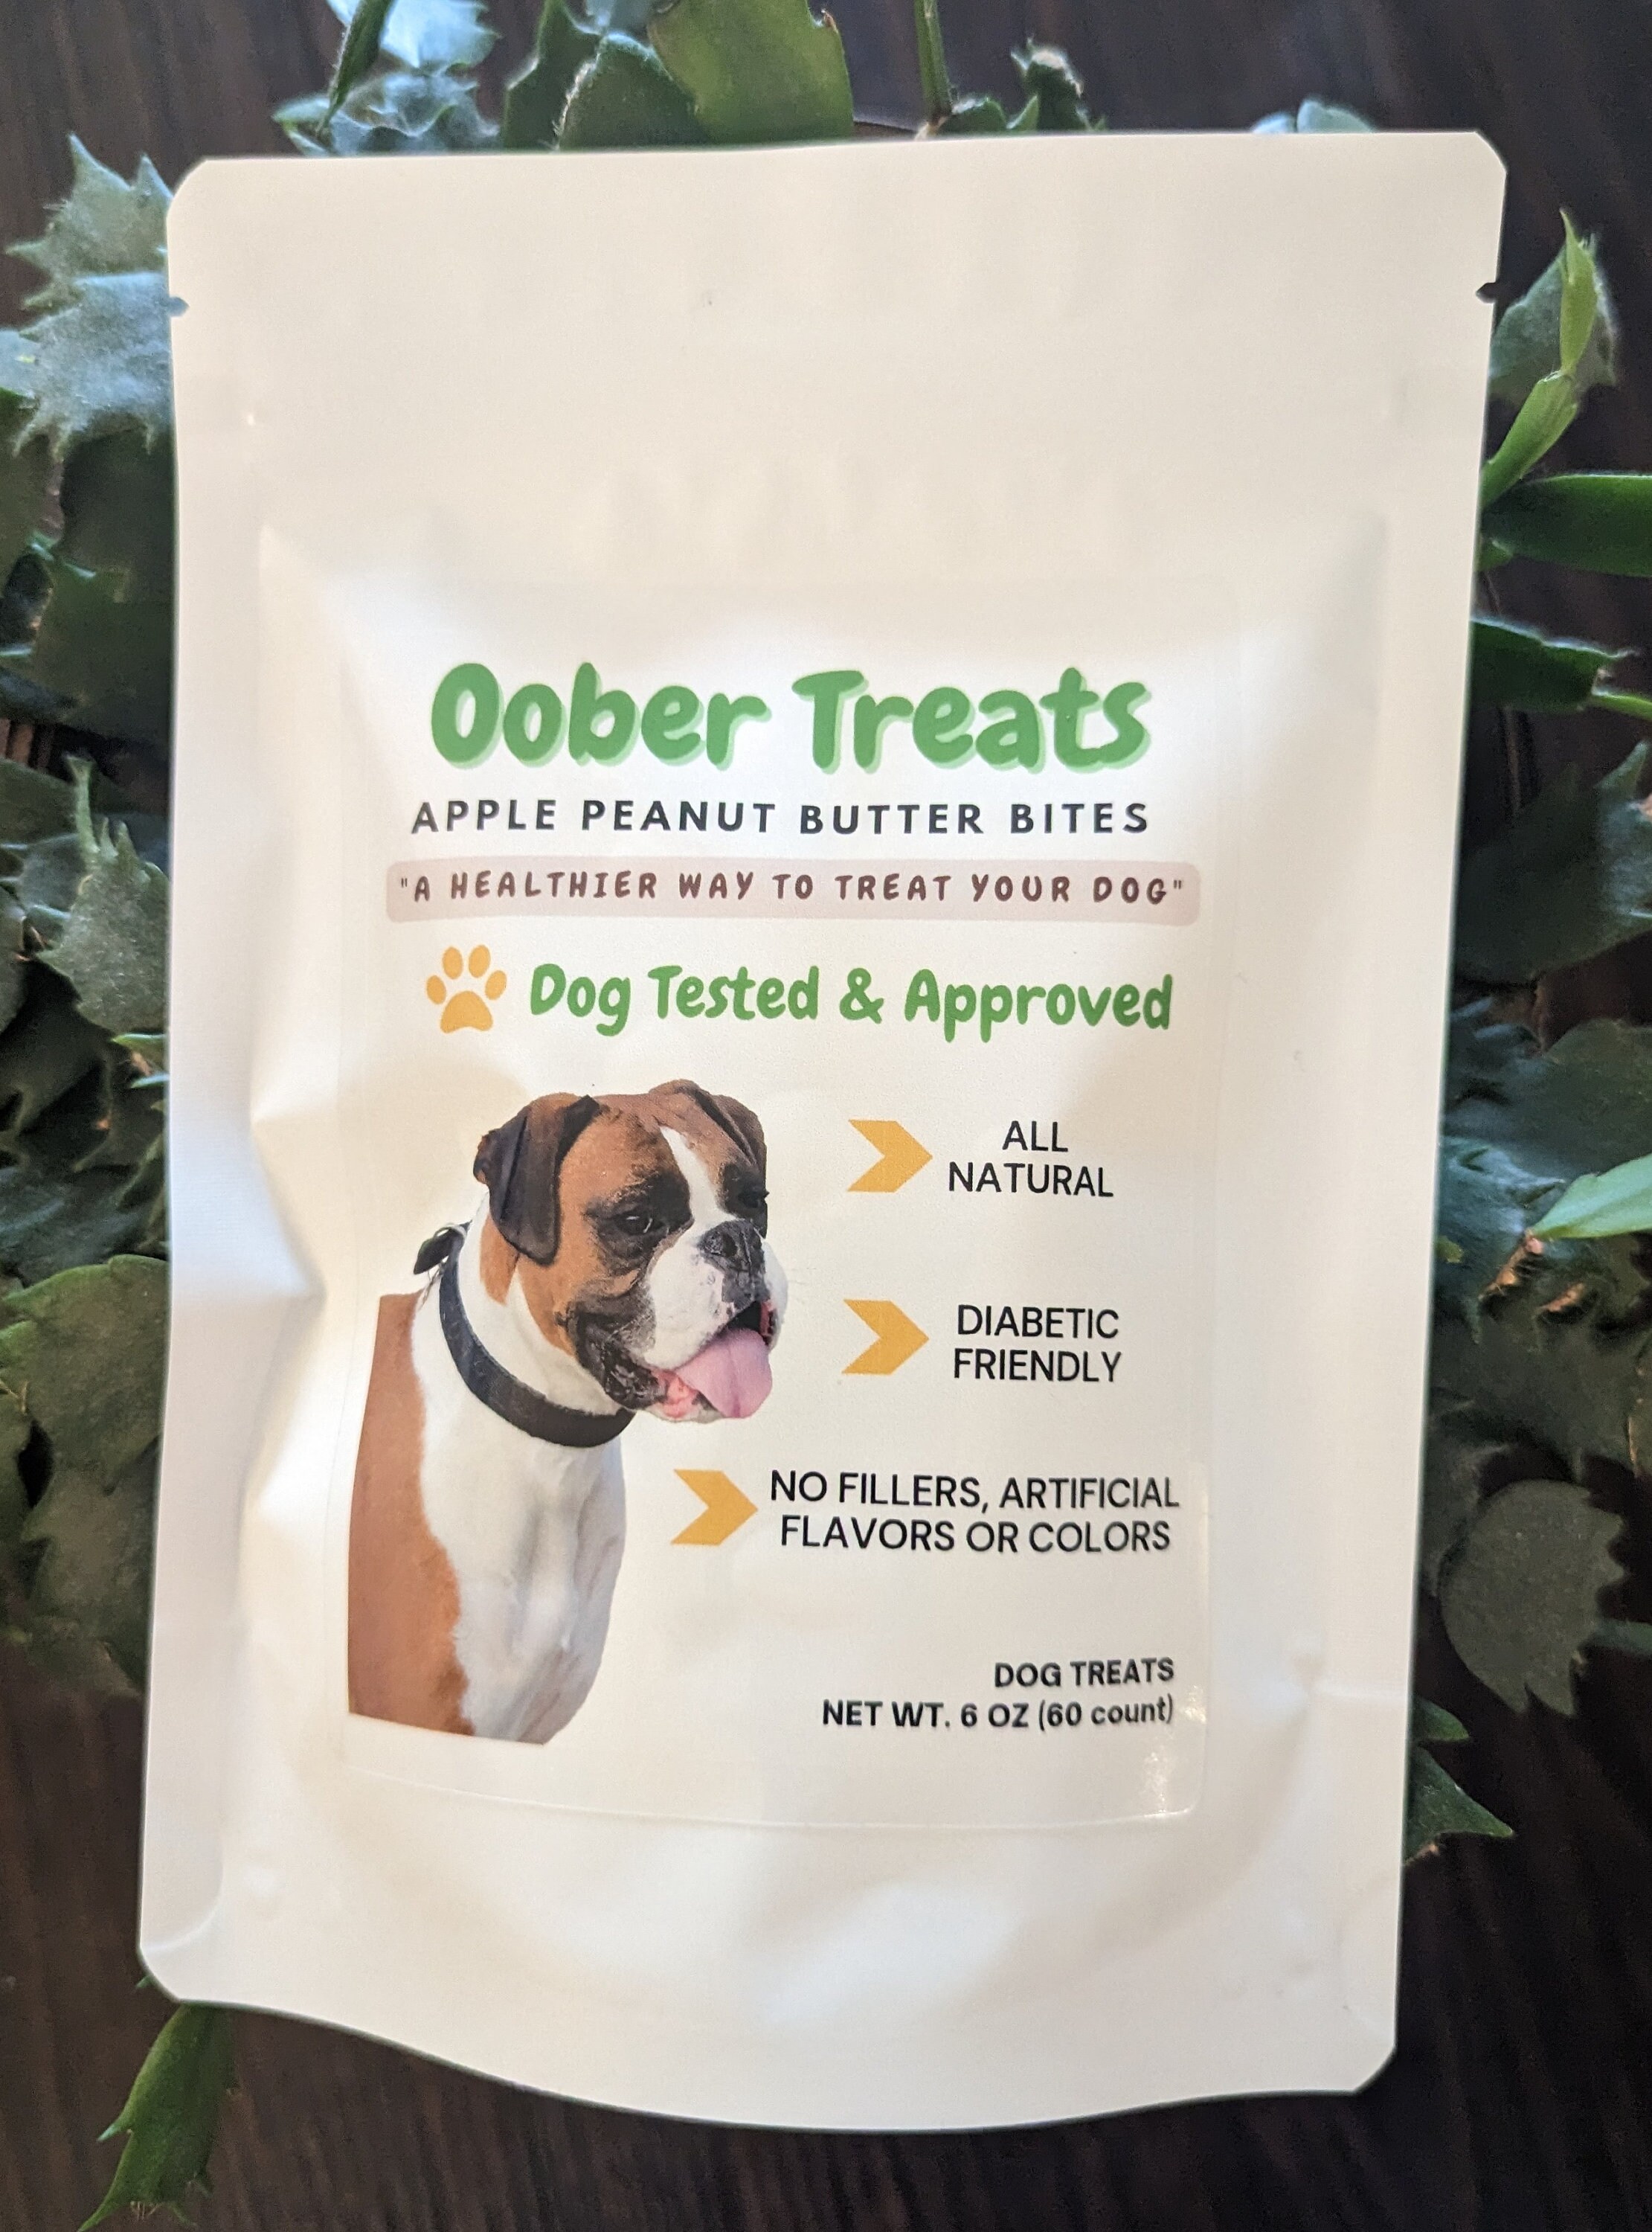 Oober Treats
APPLE PEANUT BUTTER BITES
"A HEALTHIER WAY TO TREAT YOUR DOG"
Dog Tested & Approved
ALL
NATURAL
DIABETIC
FRIENDLY
NO FILLERS, ARTIFICIAL
FLAVORS OR COLORS
DOG TREATS
NET WT. 6 OZ (60 count)